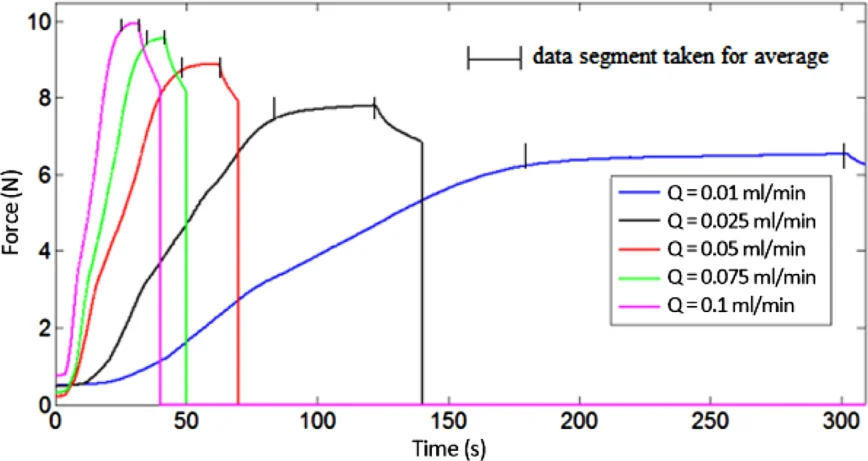 10
8
6
4
2
0
Force (N)
data segment taken for average
Q = 0.01 ml/min
Q = 0.025 ml/min
Q = 0.05 ml/min
Q = 0.075 ml/min
Q = 0.1 ml/min
0 50 100 150 200 250 300
Time (s)